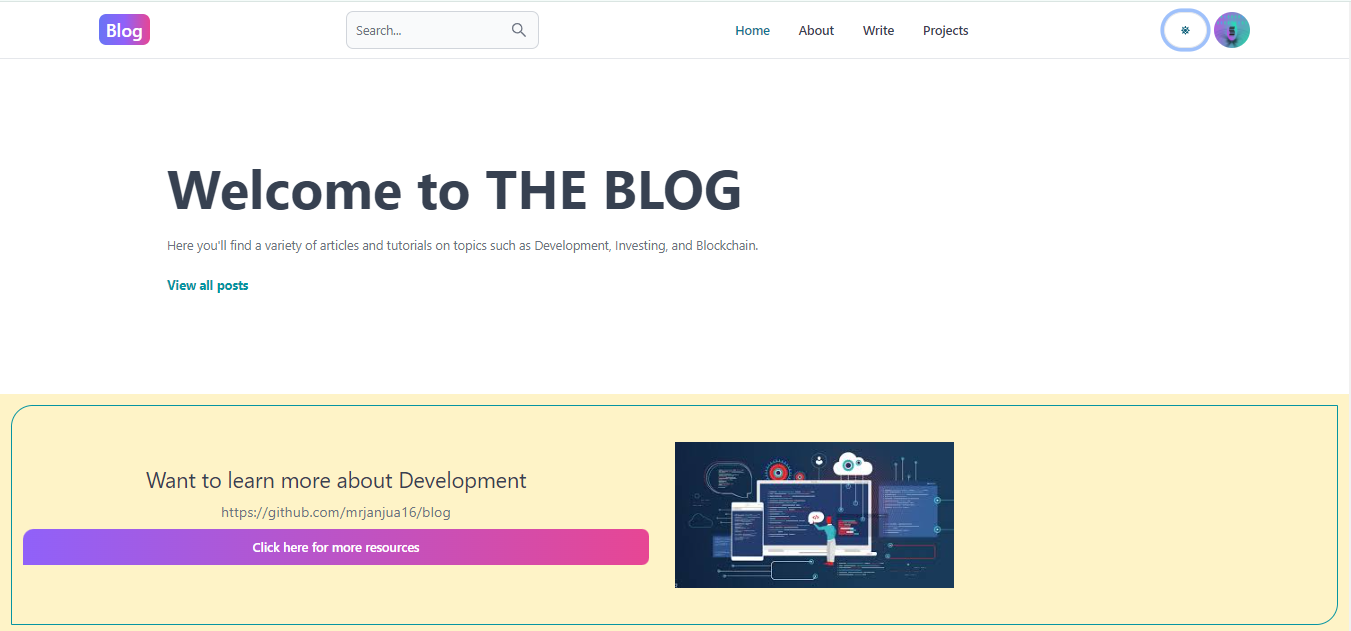 Blog
Search...
Home About Write Projects
Welcome to THE BLOG
Here you'll find a variety of articles and tutorials on topics such as Development, Investing, and Blockchain.
View all posts
Want to learn more about Development
https://github.com/mrjanjua16/blog
Click here for more resources